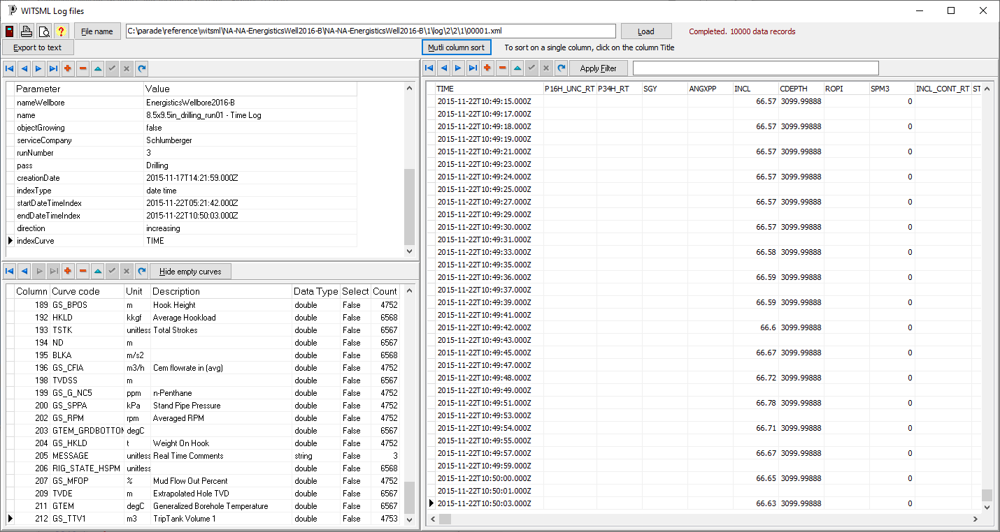 WITSML Log files
File name C:\parade\reference\witsml\NA-NA-EnergisticsWell2016-B\NA-NA-EnergisticsWell2016-B\1\log\2\2\1\00001.xml Load Completed. 10000 data records
Export to text Mutli column sort To sort on a single column, click on the column Title
Parameter Value
nameWellbore EnergisticsWellbore2016-B
name 8.5x9.5in_drilling_run01 - Time Log
objectGrowing false
serviceCompany Schlumberger
runNumber 3
pass Drilling
creationDate 2015-11-17T14:21:59.000Z
indexType date time
startDateTimeIndex 2015-11-22T05:21:42.000Z
endDateTimeIndex 2015-11-22T10:50:03.000Z
direction increasing
indexCurve TIME
Hide empty curves
Column Curve code Unit Description Data Type Select Count
189 GS_BPOS m Hook Height double False 4752
192 HKLD kkgf Average Hookload double False 6568
193 TSTK unitless Total Strokes double False 6567
194 ND m double False 6567
195 BLKA m/s2 double False 6568
196 GS_CFIA m3/h Cem flowrate in (avg) double False 4752
198 TVDSS m double False 6567
199 GS_G_NC5 ppm n-Penthane double False 4752
200 GS_SPPA kPa Stand Pipe Pressure double False 4752
202 GS_RPM rpm Averaged RPM double False 4752
203 GTEM_GRDBOTTOM degC double False 6567
204 GS_HKLD t Weight On Hook double False 4752
205 MESSAGE unitless Real Time Comments string False 3
206 RIG_STATE_HSPM unitless double False 6568
207 GS_MFOP % Mud Flow Out Percent double False 4752
209 TVDE m Extrapolated Hole TVD double False 6567
211 GTEM degC Generalized Borehole Temperature double False 6567
212 GS_TTV1 m3 TripTank Volume 1 double False 4753
Apply Filter
TIME P16H_UNC_RT P34H_RT SGY ANGXPP INCL CDEPTH ROPI SPM3 INCL_CONT_RT ST
2015-11-22T10:49:15.000Z 66.57 3099.99888 0
2015-11-22T10:49:17.000Z
2015-11-22T10:49:18.000Z 66.57 3099.99888 0
2015-11-22T10:49:19.000Z
2015-11-22T10:49:21.000Z 66.57 3099.99888 0
2015-11-22T10:49:23.000Z
2015-11-22T10:49:24.000Z 66.57 3099.99888 0
2015-11-22T10:49:25.000Z
2015-11-22T10:49:27.000Z 66.57 3099.99888 0
2015-11-22T10:49:29.000Z
2015-11-22T10:49:30.000Z 66.57 3099.99888 0
2015-11-22T10:49:31.000Z
2015-11-22T10:49:33.000Z 66.58 3099.99888 0
2015-11-22T10:49:35.000Z
2015-11-22T10:49:36.000Z 66.59 3099.99888 0
2015-11-22T10:49:37.000Z
2015-11-22T10:49:39.000Z 66.59 3099.99888 0
2015-11-22T10:49:41.000Z
2015-11-22T10:49:42.000Z 66.6 3099.99888 0
2015-11-22T10:49:43.000Z
2015-11-22T10:49:45.000Z 66.67 3099.99888 0
2015-11-22T10:49:47.000Z
2015-11-22T10:49:48.000Z 66.72 3099.99888 0
2015-11-22T10:49:49.000Z
2015-11-22T10:49:51.000Z 66.78 3099.99888 0
2015-11-22T10:49:53.000Z
2015-11-22T10:49:54.000Z 66.71 3099.99888 0
2015-11-22T10:49:55.000Z
2015-11-22T10:49:57.000Z 66.67 3099.99888 0
2015-11-22T10:49:59.000Z
2015-11-22T10:50:00.000Z 66.65 3099.99888 0
2015-11-22T10:50:01.000Z
2015-11-22T10:50:03.000Z 66.63 3099.99888 0